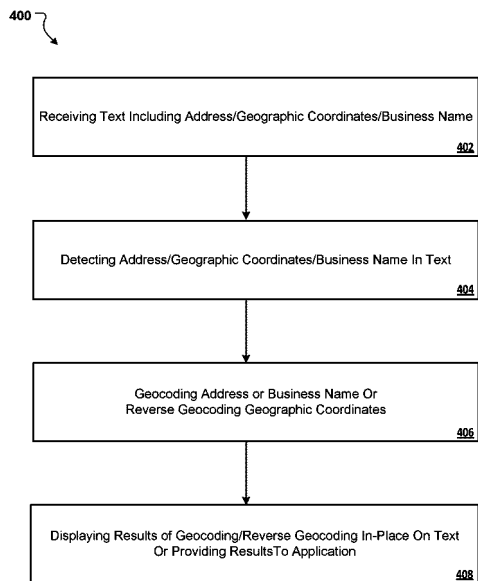 400
Receiving Text Including Address/Geographic Coordinates/Business Name
402
Detecting Address/Geographic Coordinates/Business Name In Text
404
Geocoding Address or Business Name Or
Reverse Geocoding Geographic Coordinates
406
Displaying Results of Geocoding/Reverse Geocoding In-Place On Text
Or Providing ResultsTo Application
408